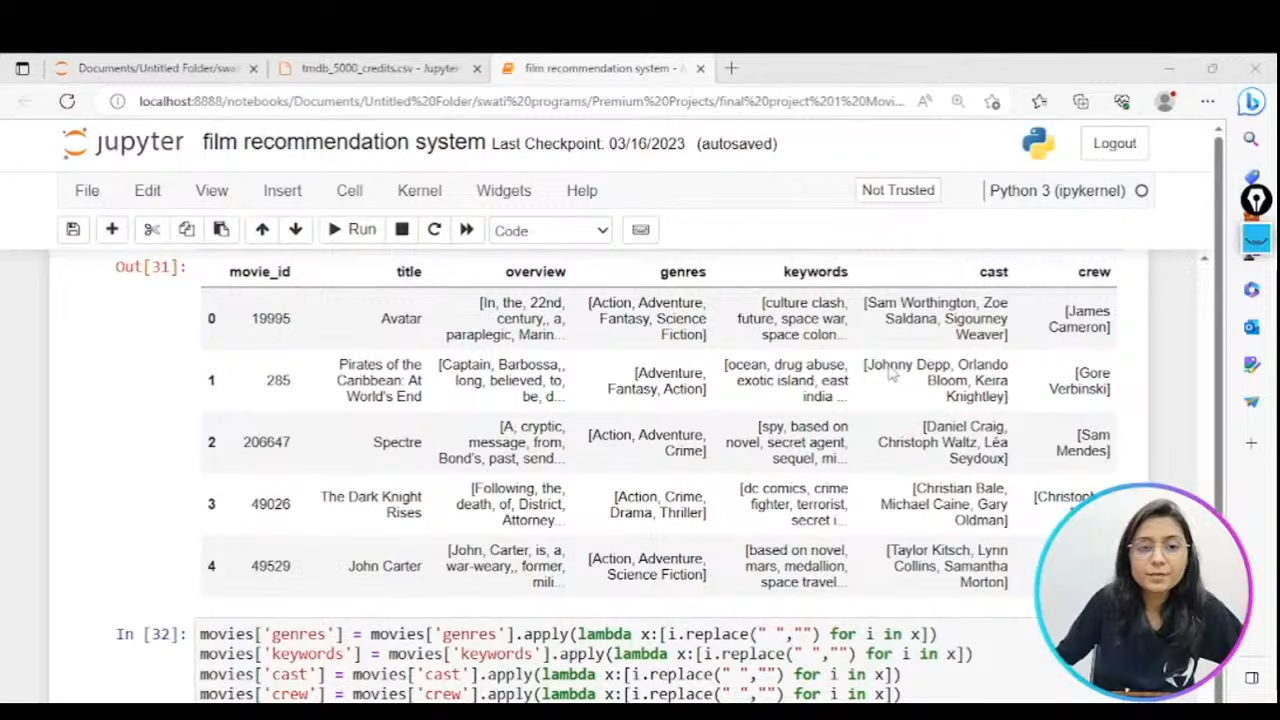 Documents/Untitled Folder/swat
tmdb_5000_credits.csv - Jupyter
film recommendation system - J
localhost:8888/notebooks/Documents/Untitled%20Folder/swati%20programs/Premium%20Projects/final%20project%201%20Movi...
jupyter film recommendation system Last Checkpoint: 03/16/2023 (autosaved)
Logout
File Edit View Insert Cell Kernel Widgets Help
Not Trusted
Python 3 (ipykernel)
Run
Code
Out[31]:
movie_id title overview genres keywords cast crew
0 19995 Avatar [In, the, 22nd, century,, a, paraplegic, Marin... [Action, Adventure, Fantasy, Science Fiction] [culture clash, future, space war, space colon... [Sam Worthington, Zoe Saldana, Sigourney Weaver] [James Cameron]
1 285 Pirates of the Caribbean: At World's End [Captain, Barbossa,, long, believed, to, be, d... [Adventure, Fantasy, Action] [ocean, drug abuse, exotic island, east india ... [Johnny Depp, Orlando Bloom, Keira Knightley] [Gore Verbinski]
2 206647 Spectre [A, cryptic, message, from, Bond's, past, send... [Action, Adventure, Crime] [spy, based on novel, secret agent, sequel, mi... [Daniel Craig, Christoph Waltz, Léa Seydoux] [Sam Mendes]
3 49026 The Dark Knight Rises [Following, the, death, of, District, Attorney... [Action, Crime, Drama, Thriller] [dc comics, crime fighter, terrorist, secret i... [Christian Bale, Michael Caine, Gary Oldman]
4 49529 John Carter [John, Carter, is, a, war-weary,, former, mili... [Action, Adventure, Science Fiction] [based on novel, mars, medallion, space travel... [Taylor Kitsch, Lynn Collins, Samantha Morton]
In [32]:
movies['genres'] = movies['genres'].apply(lambda x:[i.replace(" ","") for i in x])
movies['keywords'] = movies['keywords'].apply(lambda x:[i.replace(" ","") for i in x])
movies['cast'] = movies['cast'].apply(lambda x:[i.replace(" ","") for i in x])
movies['crew'] = movies['crew'].apply(lambda x:[i.replace(" ","") for i in x])